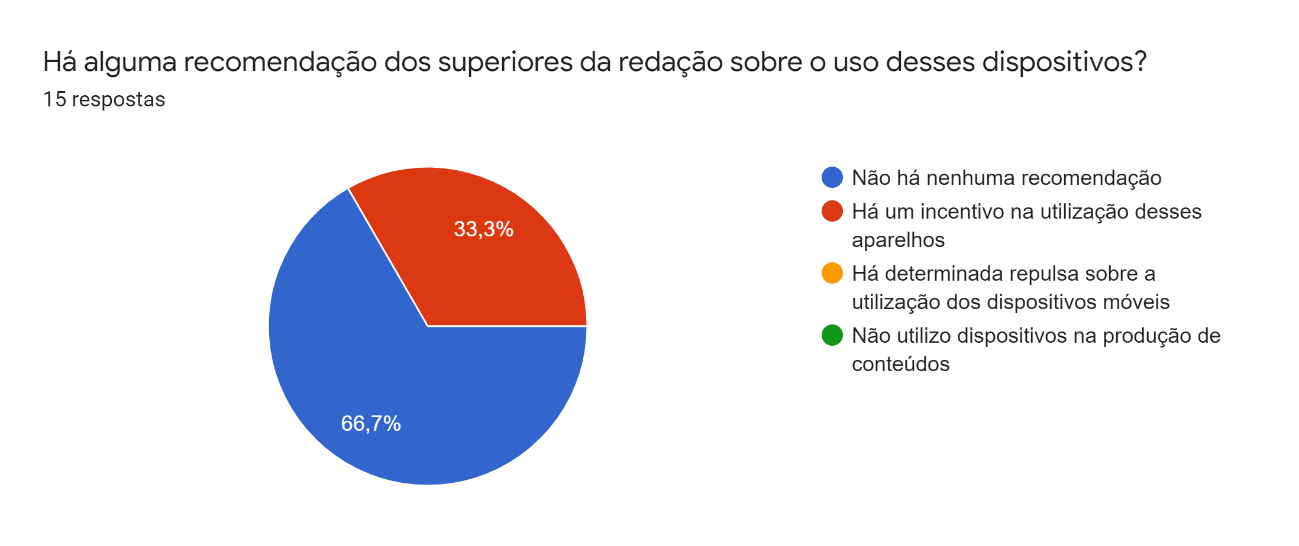 Há alguma recomendação dos superiores da redação sobre o uso desses dispositivos?
15 respostas
33,3%
66,7%
Não há nenhuma recomendação
Há um incentivo na utilização desses
aparelhos
Há determinada repulsa sobre a
utilização dos dispositivos móveis
Não utilizo dispositivos na produção de
conteúdos